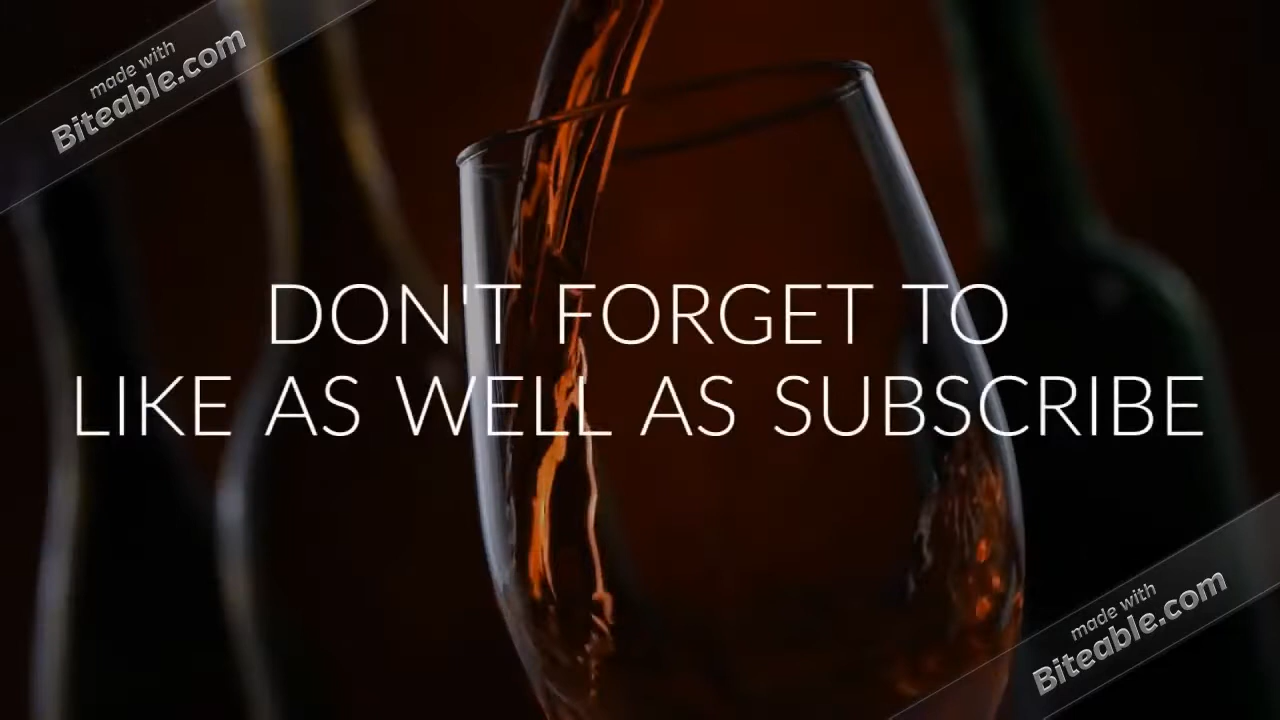 made with
Biteable.com
DON'T FORGET TO
LIKE AS WELL AS SUBSCRIBE
made with
Biteable.com